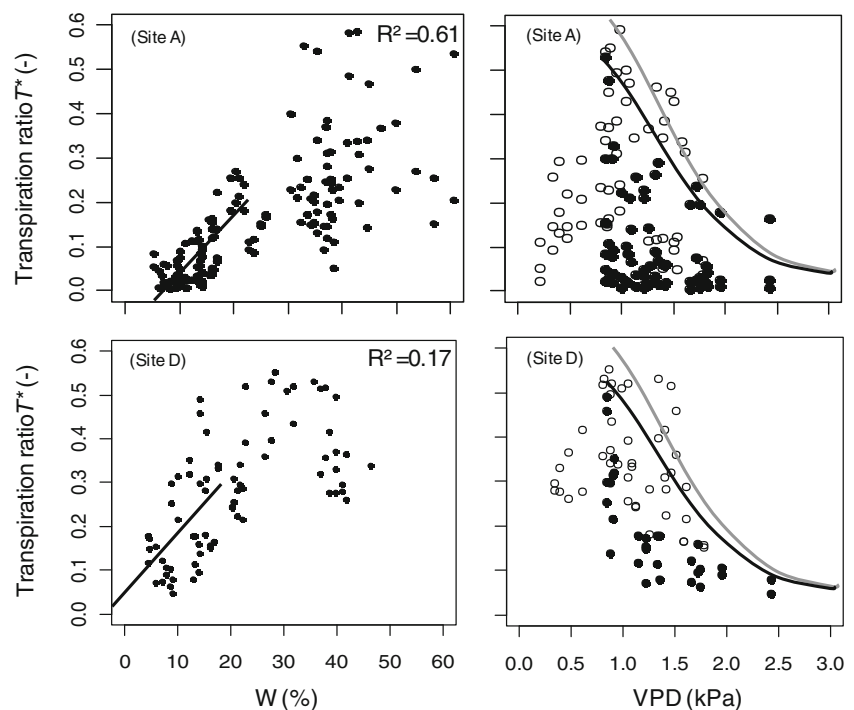 (Site A)
R² =0.61
Transpiration ratioT* (-)
0.0 0.1 0.2 0.3 0.4 0.5 0.6
(Site A)
(Site D)
R² =0.17
Transpiration ratioT* (-)
0.0 0.1 0.2 0.3 0.4 0.5 0.6
0 10 20 30 40 50 60
W (%)
(Site D)
0.0 0.5 1.0 1.5 2.0 2.5 3.0
VPD (kPa)